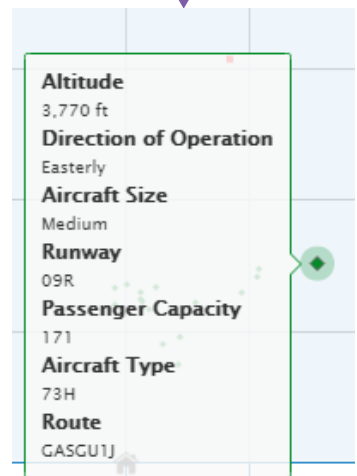 Altitude
3,770 ft
Direction of Operation
Easterly
Aircraft Size
Medium
Runway
09R
Passenger Capacity
171
Aircraft Type
73H
Route
GASGU1J